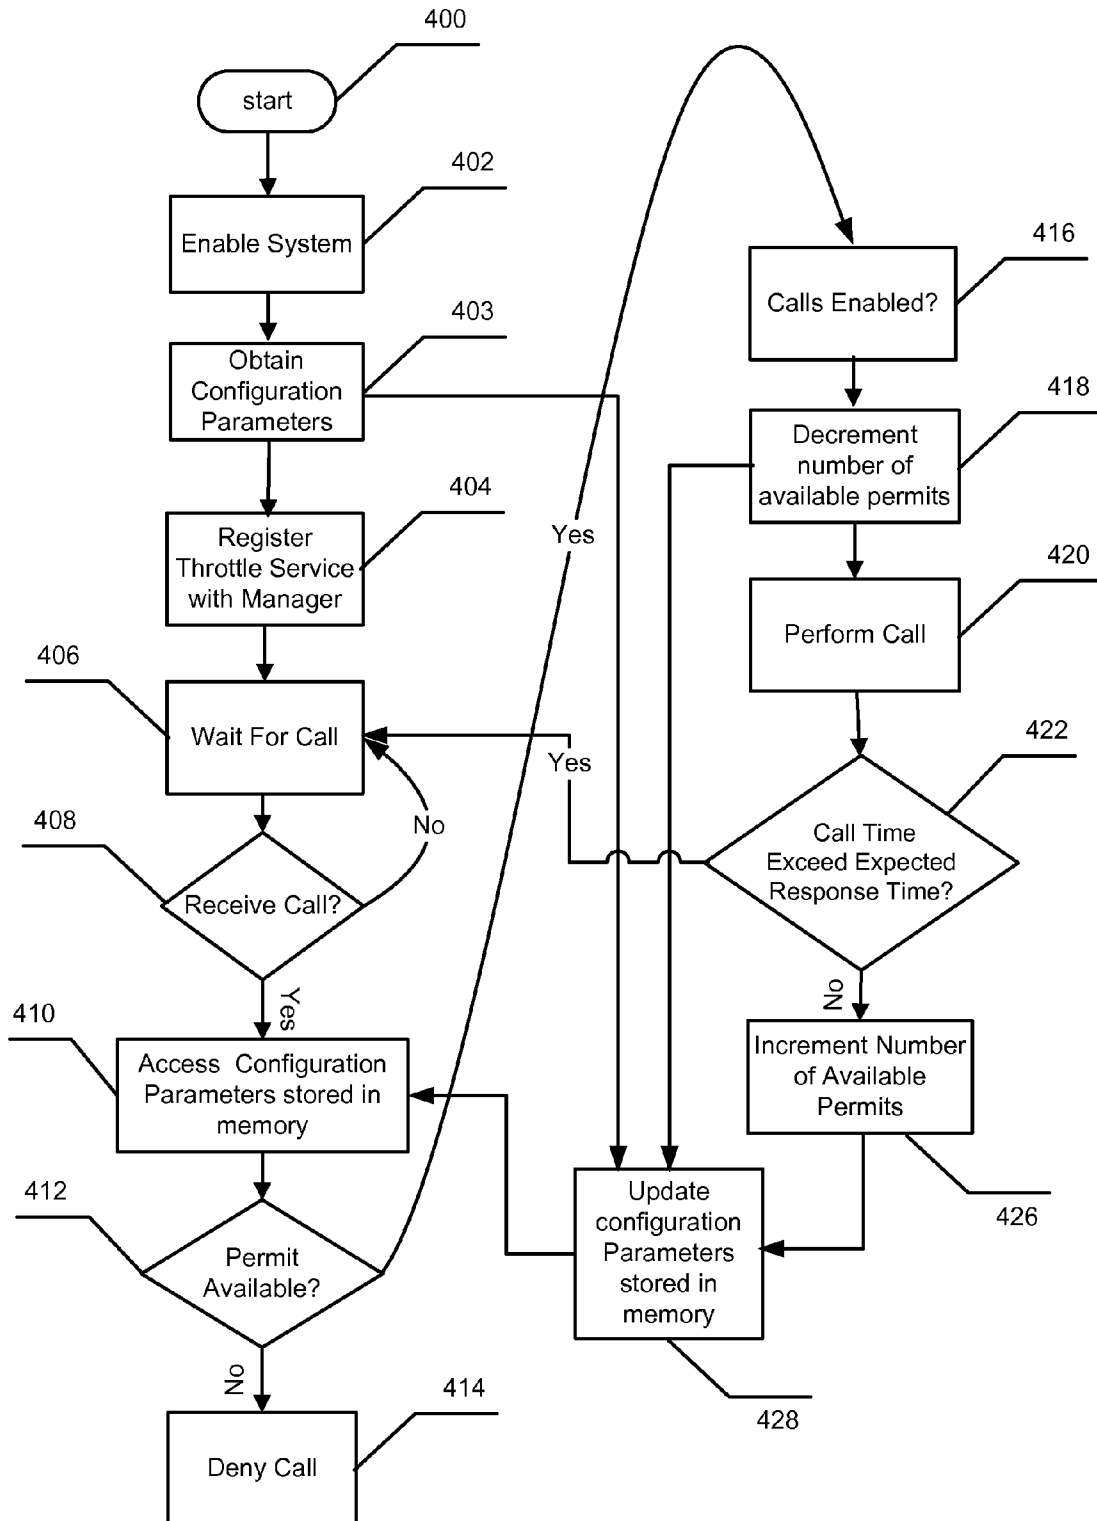 400
start
402
Enable System
403
Obtain
Configuration
Parameters
404
Register
Throttle Service
with Manager
406
Wait For Call
No
408
Receive Call?
Yes
410
Access Configuration
Parameters stored in
memory
412
Permit
Available?
No
414
Deny Call
Yes
416
Calls Enabled?
418
Decrement
number of
available permits
420
Perform Call
422
Call Time
Exceed Expected
Response Time?
Yes
No
Increment Number
of Available
Permits
426
Update
configuration
Parameters
stored in
memory
428